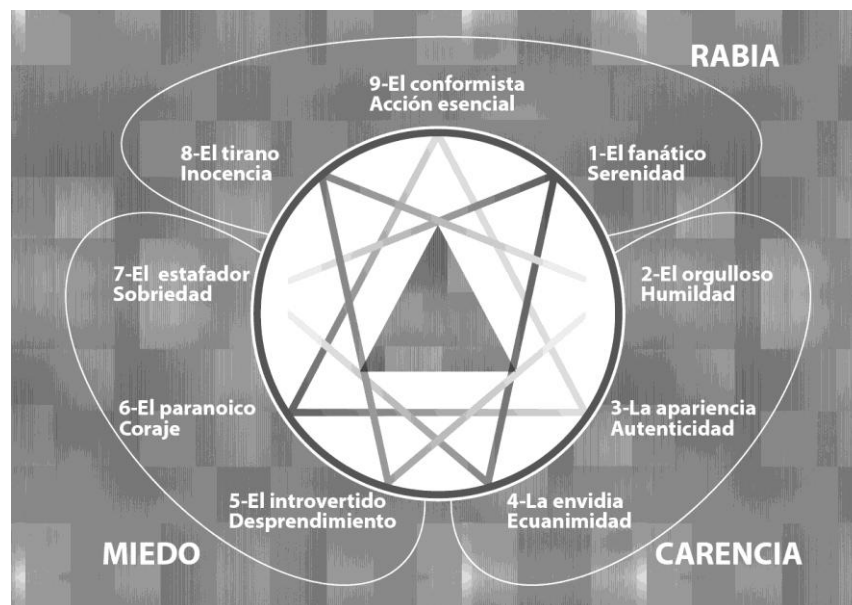 RABIA
9-El conformista
Acción esencial
8-El tirano
Inocencia
1-El fanático
Serenidad
7-El estafador
Sobriedad
2-El orgulloso
Humildad
6-El paranoico
Coraje
3-La apariencia
Autenticidad
5-El introvertido
Desprendimiento
4-La envidia
Ecuanimidad
MIEDO
CARENCIA